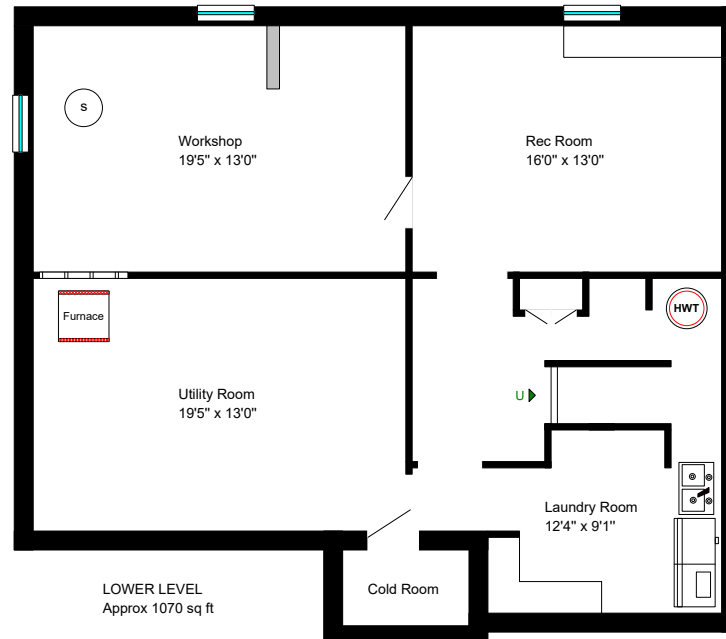 S
Workshop
19'5" x 13'0"
Rec Room
16'0" x 13'0"
Furnace
HWT
Utility Room
19'5" x 13'0"
U
Laundry Room
12'4" x 9'1"
Cold Room
LOWER LEVEL
Approx 1070 sq ft